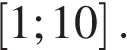 [1; 10] .